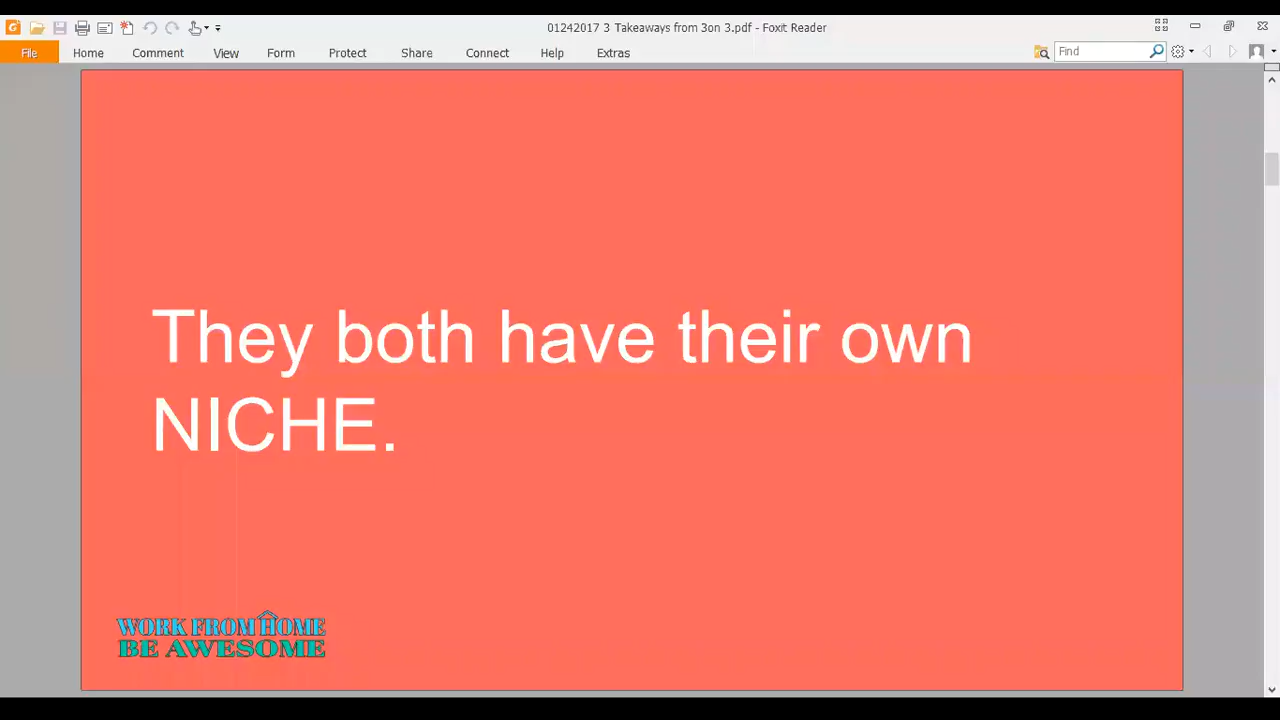 01242017 3 Takeaways from 3on 3.pdf - Foxit Reader
File Home Comment View Form Protect Share Connect Help Extras Find
They both have their own
NICHE.
WORK FROM HOME
BE AWESOME